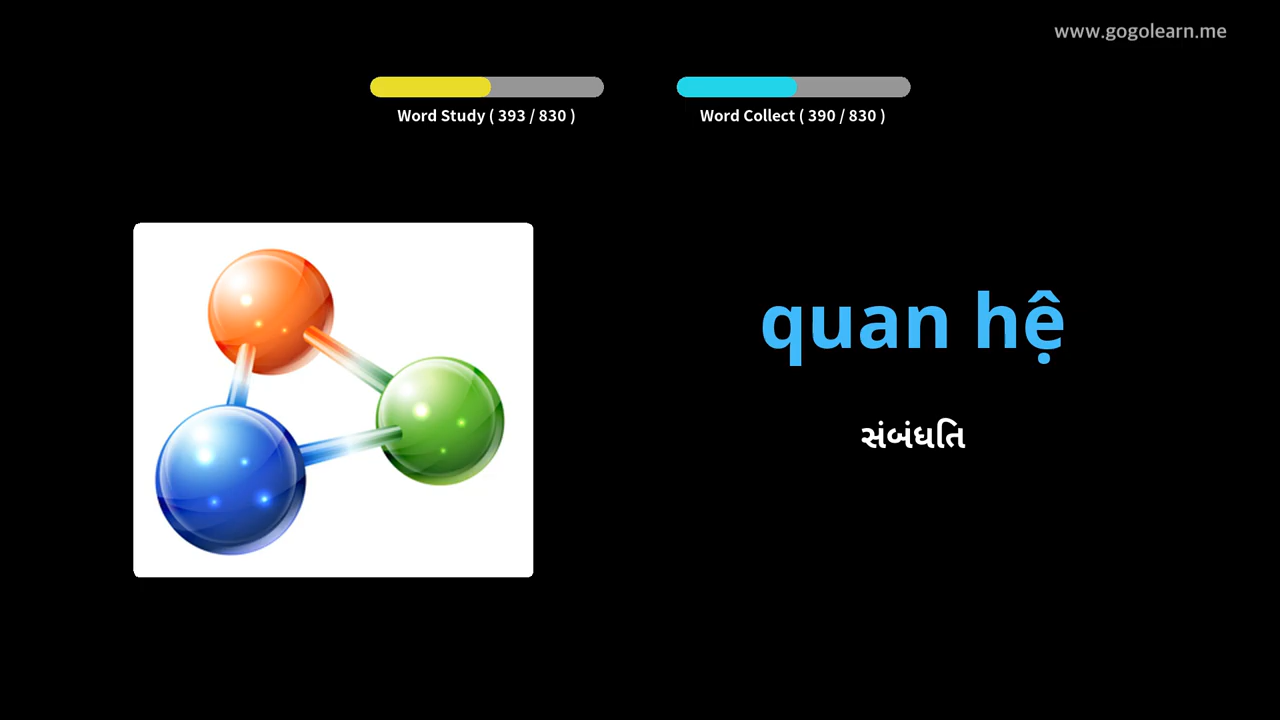 www.gogolearn.me
Word Study ( 393 / 830 )
Word Collect ( 390 / 830 )
quan hệ
સંબંધતિ